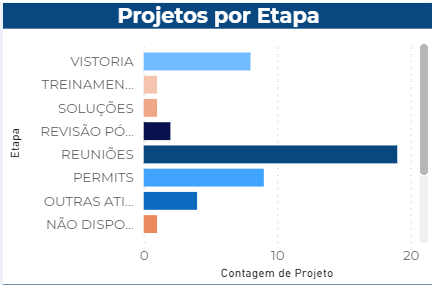 Projetos por Etapa
Etapa
VISTORIA
TREINAMEN...
SOLUÇÕES
REVISÃO PÓ...
REUNIÕES
PERMITS
OUTRAS ATI...
NÃO DISPO...
0 10 20
Contagem de Projeto